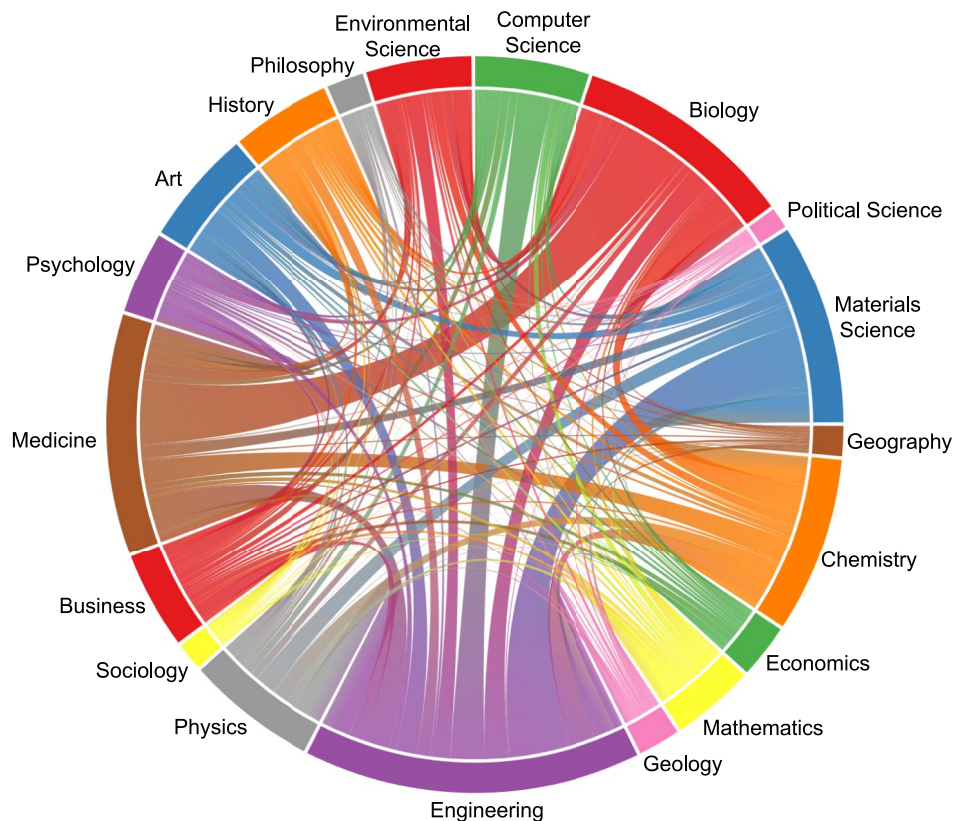 Environmental
Science
Computer
Science
Philosophy
History
Biology
Art
Political Science
Psychology
Materials
Science
Medicine
Geography
Chemistry
Business
Sociology
Economics
Physics
Mathematics
Geology
Engineering